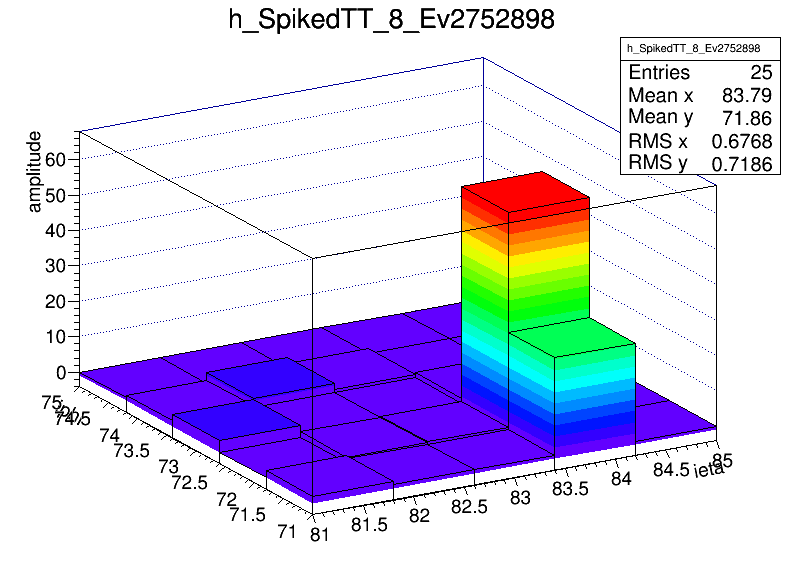 h_SpikedTT_8_Ev2752898
h_SpikedTT_8_Ev2752898
Entries 25
Mean x 83.79
Mean y 71.86
RMS x 0.6768
RMS y 0.7186
amplitude
60
50
40
30
20
10
0
75
74.5
74
73.5
73
72.5
72
71.5
71
81
81.5
82
82.5
83
83.5
84
84.5
85
ieta